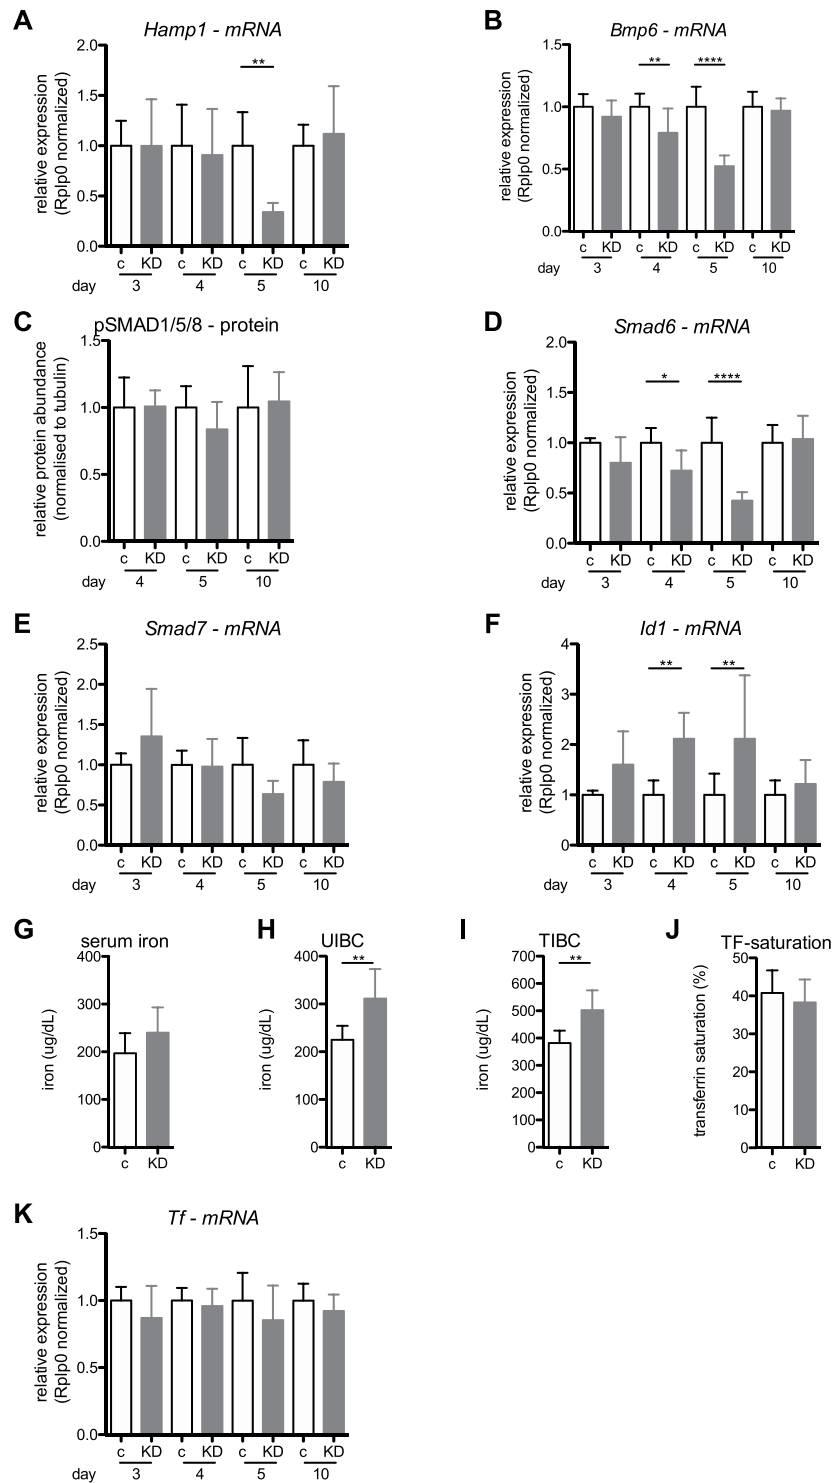 A
Hamp1 - mRNA
relative expression
(Rplp0 normalized)
2.0
1.5
1.0
0.5
0.0
**
c KD c KD c KD c KD
day 3 4 5 10
B
Bmp6 - mRNA
relative expression
(Rplp0 normalized)
1.5
1.0
0.5
0.0
** ****
c KD c KD c KD c KD
day 3 4 5 10
C
pSMAD1/5/8 - protein
relative protein abundance
(normalised to tubulin)
1.5
1.0
0.5
0.0
c KD c KD c KD
day 4 5 10
D
Smad6 - mRNA
relative expression
(Rplp0 normalized)
2.0
1.5
1.0
0.5
0.0
* ****
c KD c KD c KD c KD
day 3 4 5 10
E
Smad7 - mRNA
relative expression
(Rplp0 normalized)
2.5
2.0
1.5
1.0
0.5
0.0
c KD c KD c KD c KD
day 3 4 5 10
F
Id1 - mRNA
relative expression
(Rplp0 normalized)
4
3
2
1
0
** **
c KD c KD c KD c KD
day 3 4 5 10
G
serum iron
iron (ug/dL)
400
300
200
100
0
c KD
H
UIBC
iron (ug/dL)
400
300
200
100
0
**
c KD
I
TIBC
iron (ug/dL)
700
600
500
400
300
200
100
0
**
c KD
J
TF-saturation
transferrin saturation (%)
50
40
30
20
10
0
c KD
K
Tf - mRNA
relative expression
(Rplp0 normalized)
1.5
1.0
0.5
0.0
c KD c KD c KD c KD
day 3 4 5 10